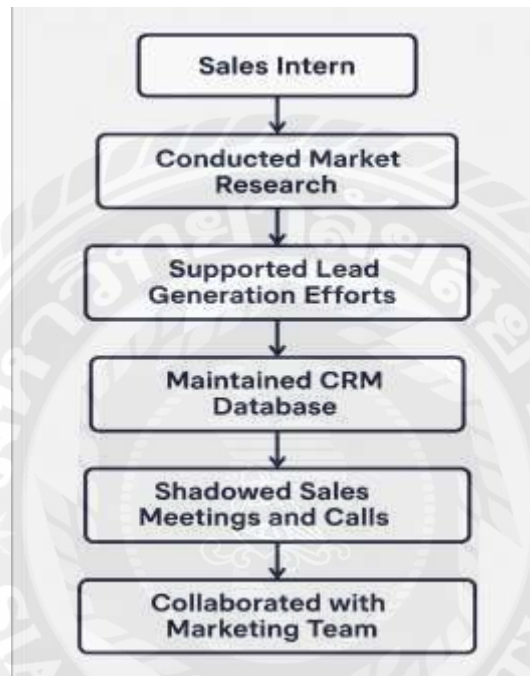 Sales Intern
Conducted Market
Research
Supported Lead
Generation Efforts
Maintained CRM
Database
Shadowed Sales
Meetings and Calls
Collaborated with
Marketing Team